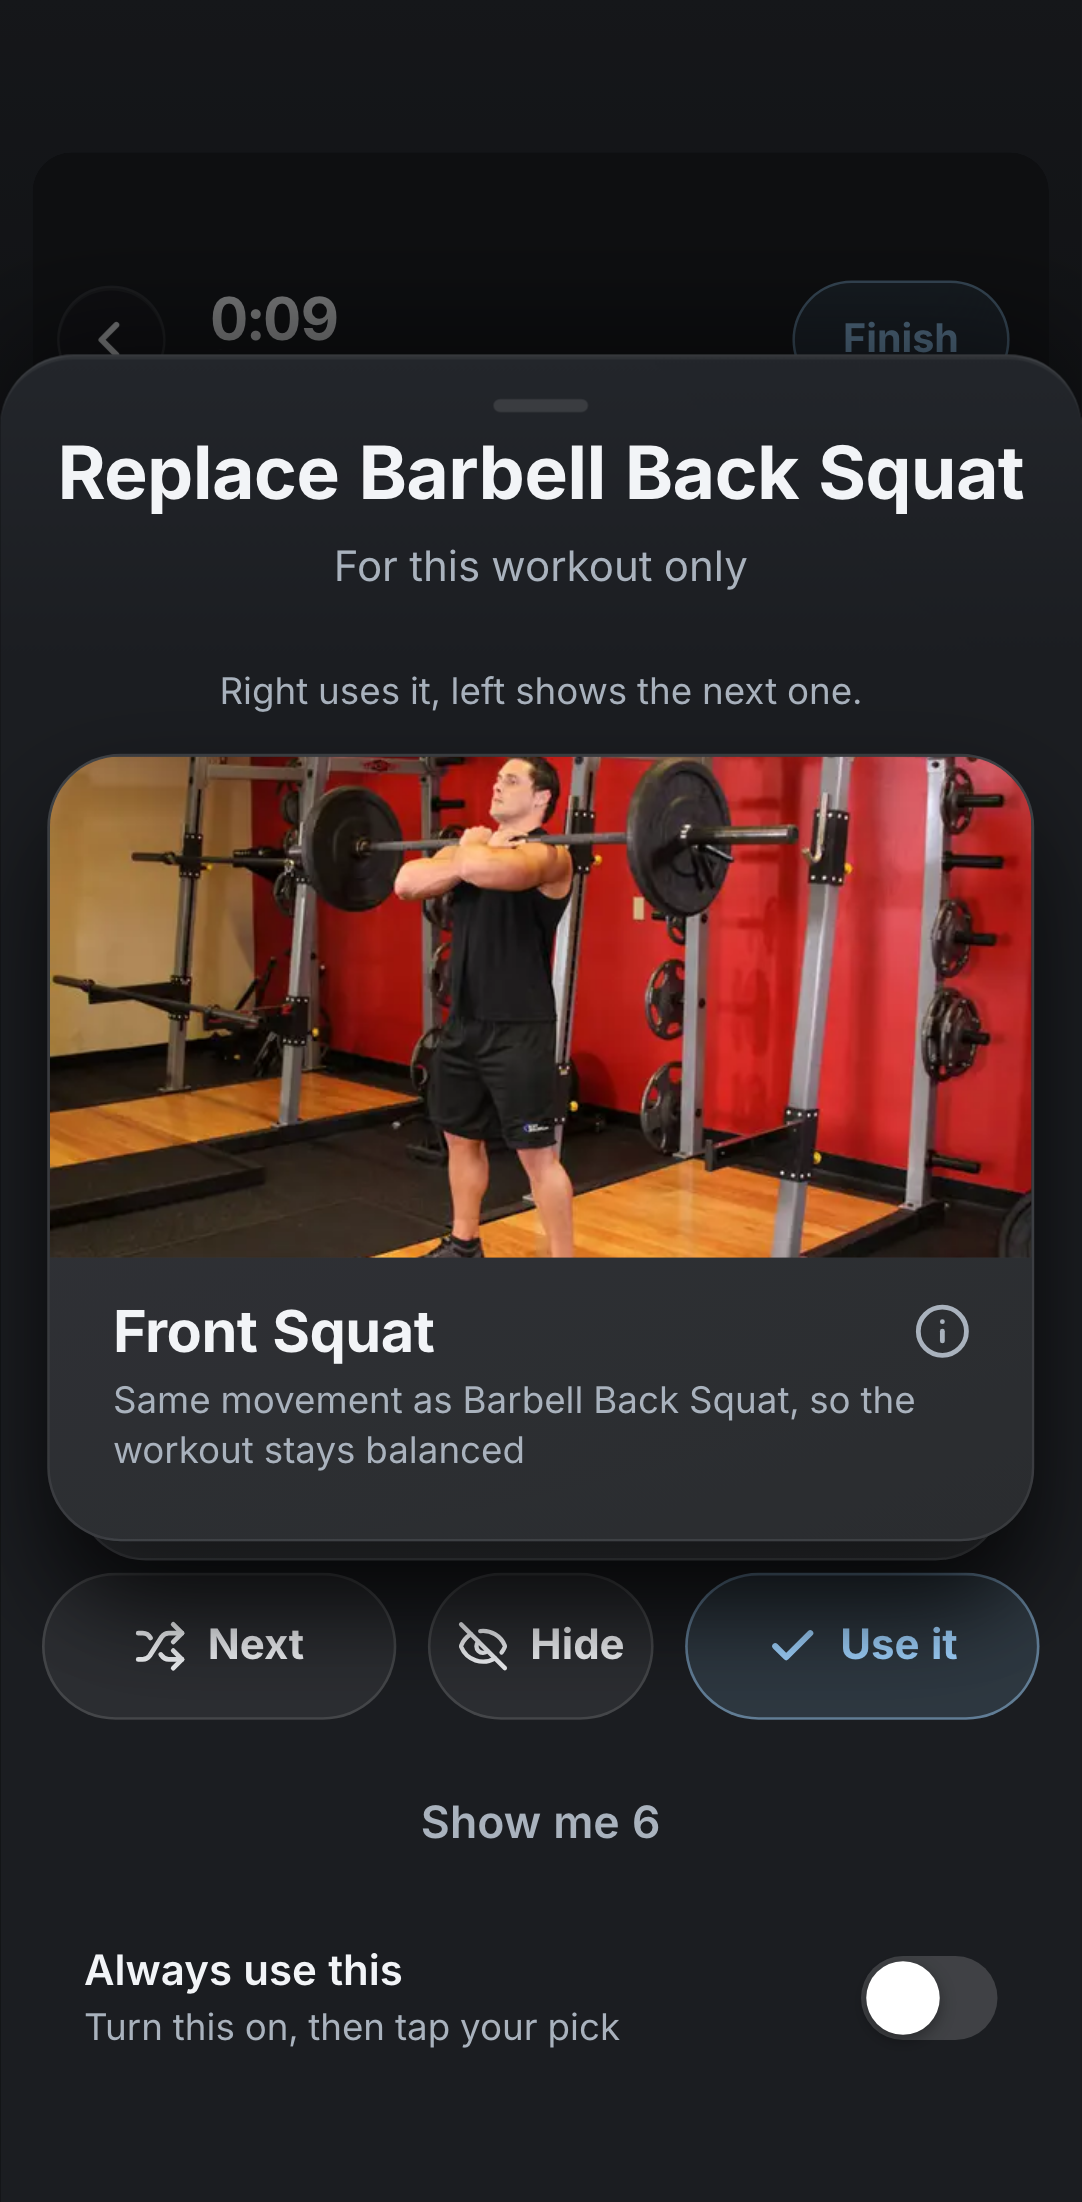 0:09
Finish
Replace Barbell Back Squat
For this workout only
Right uses it, left shows the next one.
Front Squat
Same movement as Barbell Back Squat, so the
workout stays balanced
Next
Hide
Use it
Show me 6
Always use this
Turn this on, then tap your pick